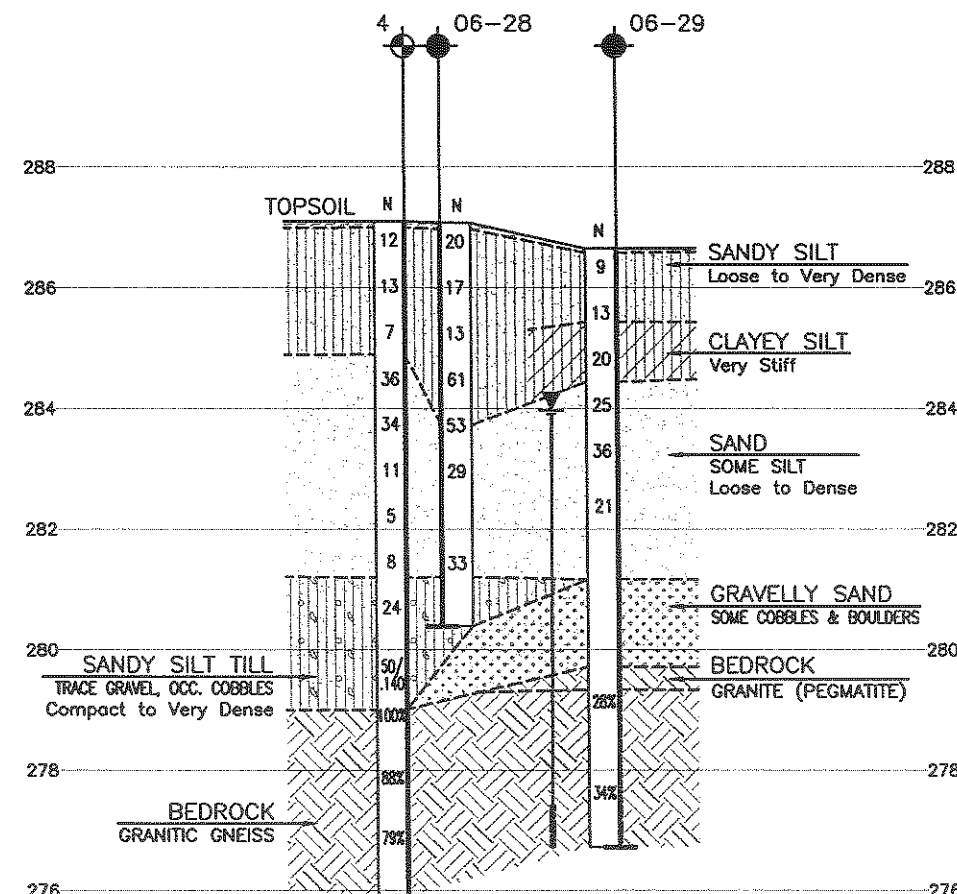 4 06-28 06-29
288 288
TOPSOIL N N
N
12 20
9
SANDY SILT
Loose to Very Dense
286 13 17 286
13
7 13
CLAYEY SILT
Very Stiff
20
36 61
25
284 284
34 53
SAND
SOME SILT
Loose to Dense
36
11 29
21
5
282 282
8 33
24
GRAVELLY SAND
SOME COBBLES & BOULDERS
280 280
SANDY SILT TILL
TRACE GRAVEL, OCC. COBBLES
Compact to Very Dense
50/
.140
BEDROCK
GRANITE (PEGMATITE)
100%
28%
278 88% 278
34%
BEDROCK
GRANITIC GNEISS
79%
276 276